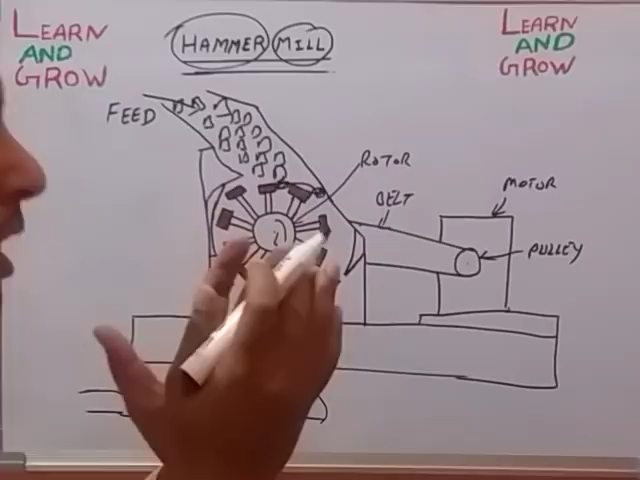 LEARN
AND
GROW
HAMMER MILL
LEARN
AND
GROW
FEED
ROTOR
BELT
MOTOR
PULLEY